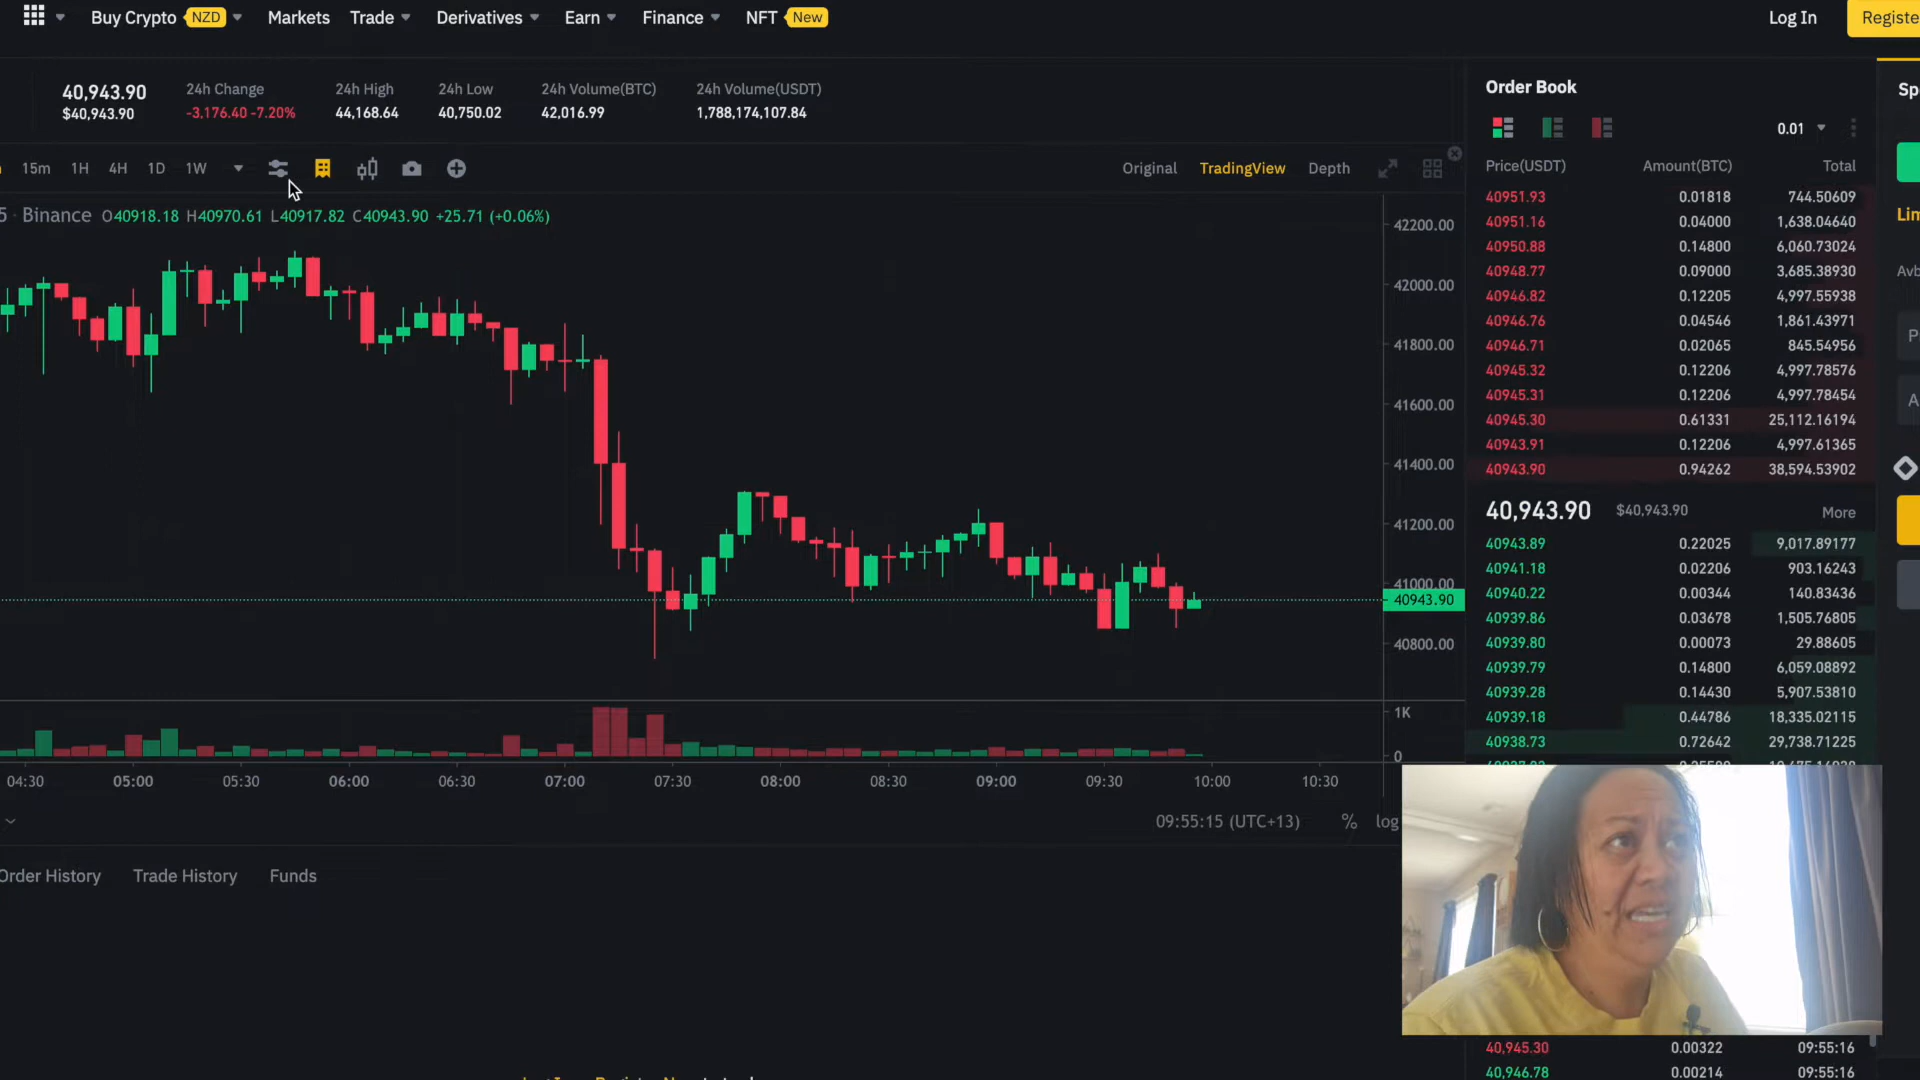 Buy Crypto NZD Markets Trade Derivatives Earn Finance NFT New Log In
40,943.90
$40,943.90
24h Change
-3,176.40 -7.20%
24h High
44,168.64
24h Low
40,750.02
24h Volume(BTC)
42,016.99
24h Volume(USDT)
1,788,174,107.84
15m 1H 4H 1D 1W
Original TradingView Depth
5 · Binance O40918.18 H40970.61 L40917.82 C40943.90 +25.71 (+0.06%)
42200.00
42000.00
41800.00
41600.00
41400.00
41200.00
41000.00
40943.90
40800.00
1K
0
04:30 05:00 05:30 06:00 06:30 07:00 07:30 08:00 08:30 09:00 09:30 10:00 10:30
09:55:15 (UTC+13) % log
Order History Trade History Funds
Order Book
0.01
Price(USDT) Amount(BTC) Total
40951.93 0.01818 744.50609
40951.16 0.04000 1,638.04640
40950.88 0.14800 6,060.73024
40948.77 0.09000 3,685.38930
40946.82 0.12205 4,997.55938
40946.76 0.04546 1,861.43971
40946.71 0.02065 845.54956
40945.32 0.12206 4,997.78576
40945.31 0.12206 4,997.78454
40945.30 0.61331 25,112.16194
40943.91 0.12206 4,997.61365
40943.90 0.94262 38,594.53902
40,943.90 $40,943.90 More
40943.89 0.22025 9,017.89177
40941.18 0.02206 903.16243
40940.22 0.00344 140.83436
40939.86 0.03678 1,505.76805
40939.80 0.00073 29.88605
40939.79 0.14800 6,059.08892
40939.28 0.14430 5,907.53810
40939.18 0.44786 18,335.02115
40938.73 0.72642 29,738.71225
40,945.30 0.00322 09:55:16
40,946.78 0.00214 09:55:16